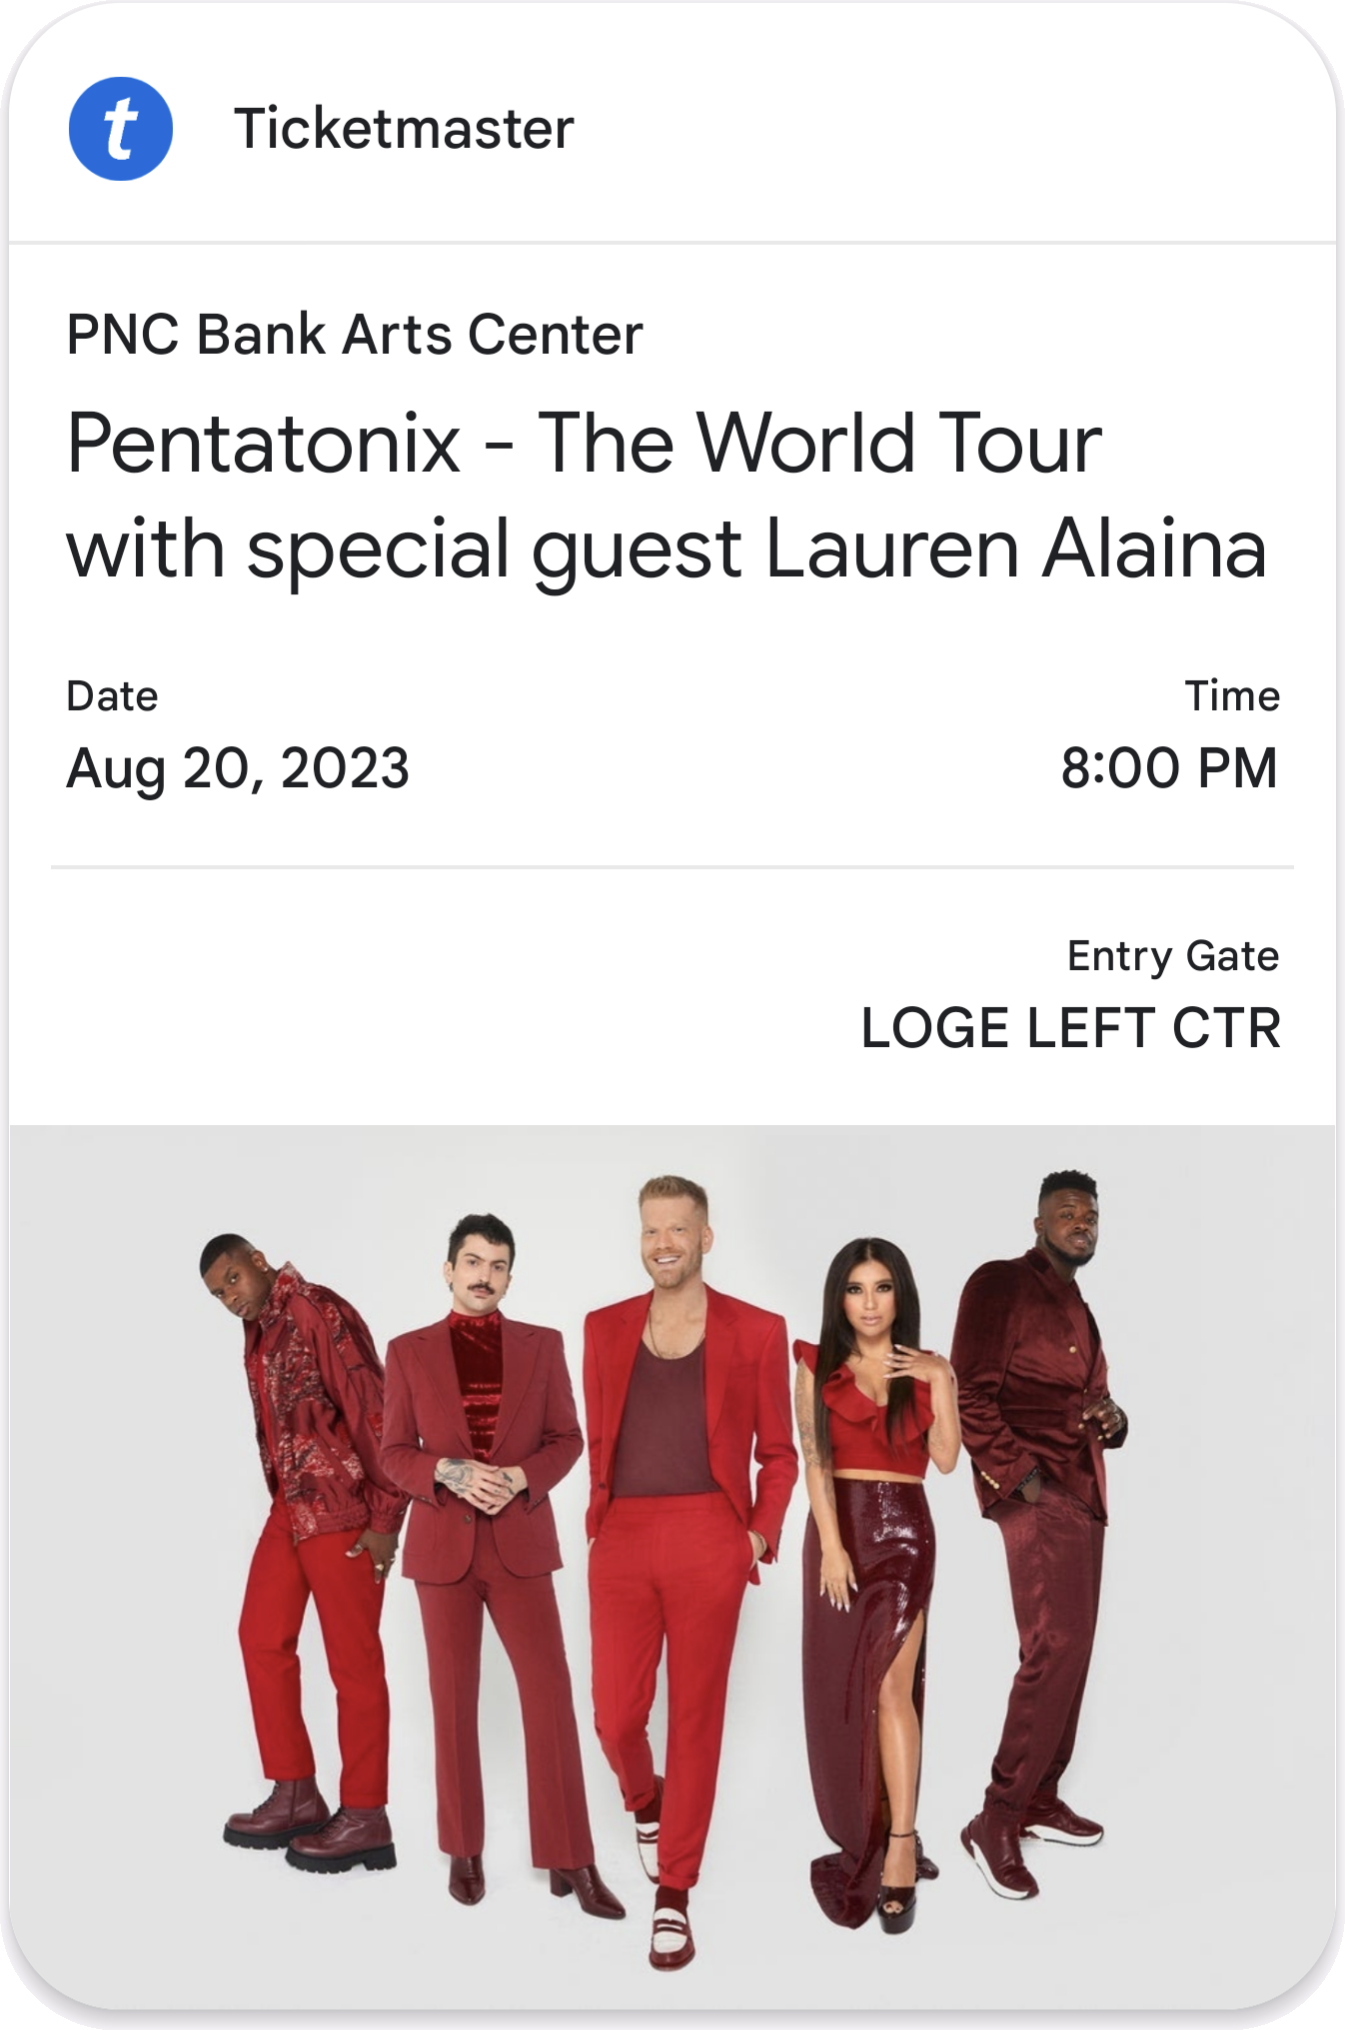 t
Ticketmaster
PNC Bank Arts Center
Pentatonix - The World Tour
with special guest Lauren Alaina
Date
Time
Aug 20, 2023
8:00 PM
Entry Gate
LOGE LEFT CTR